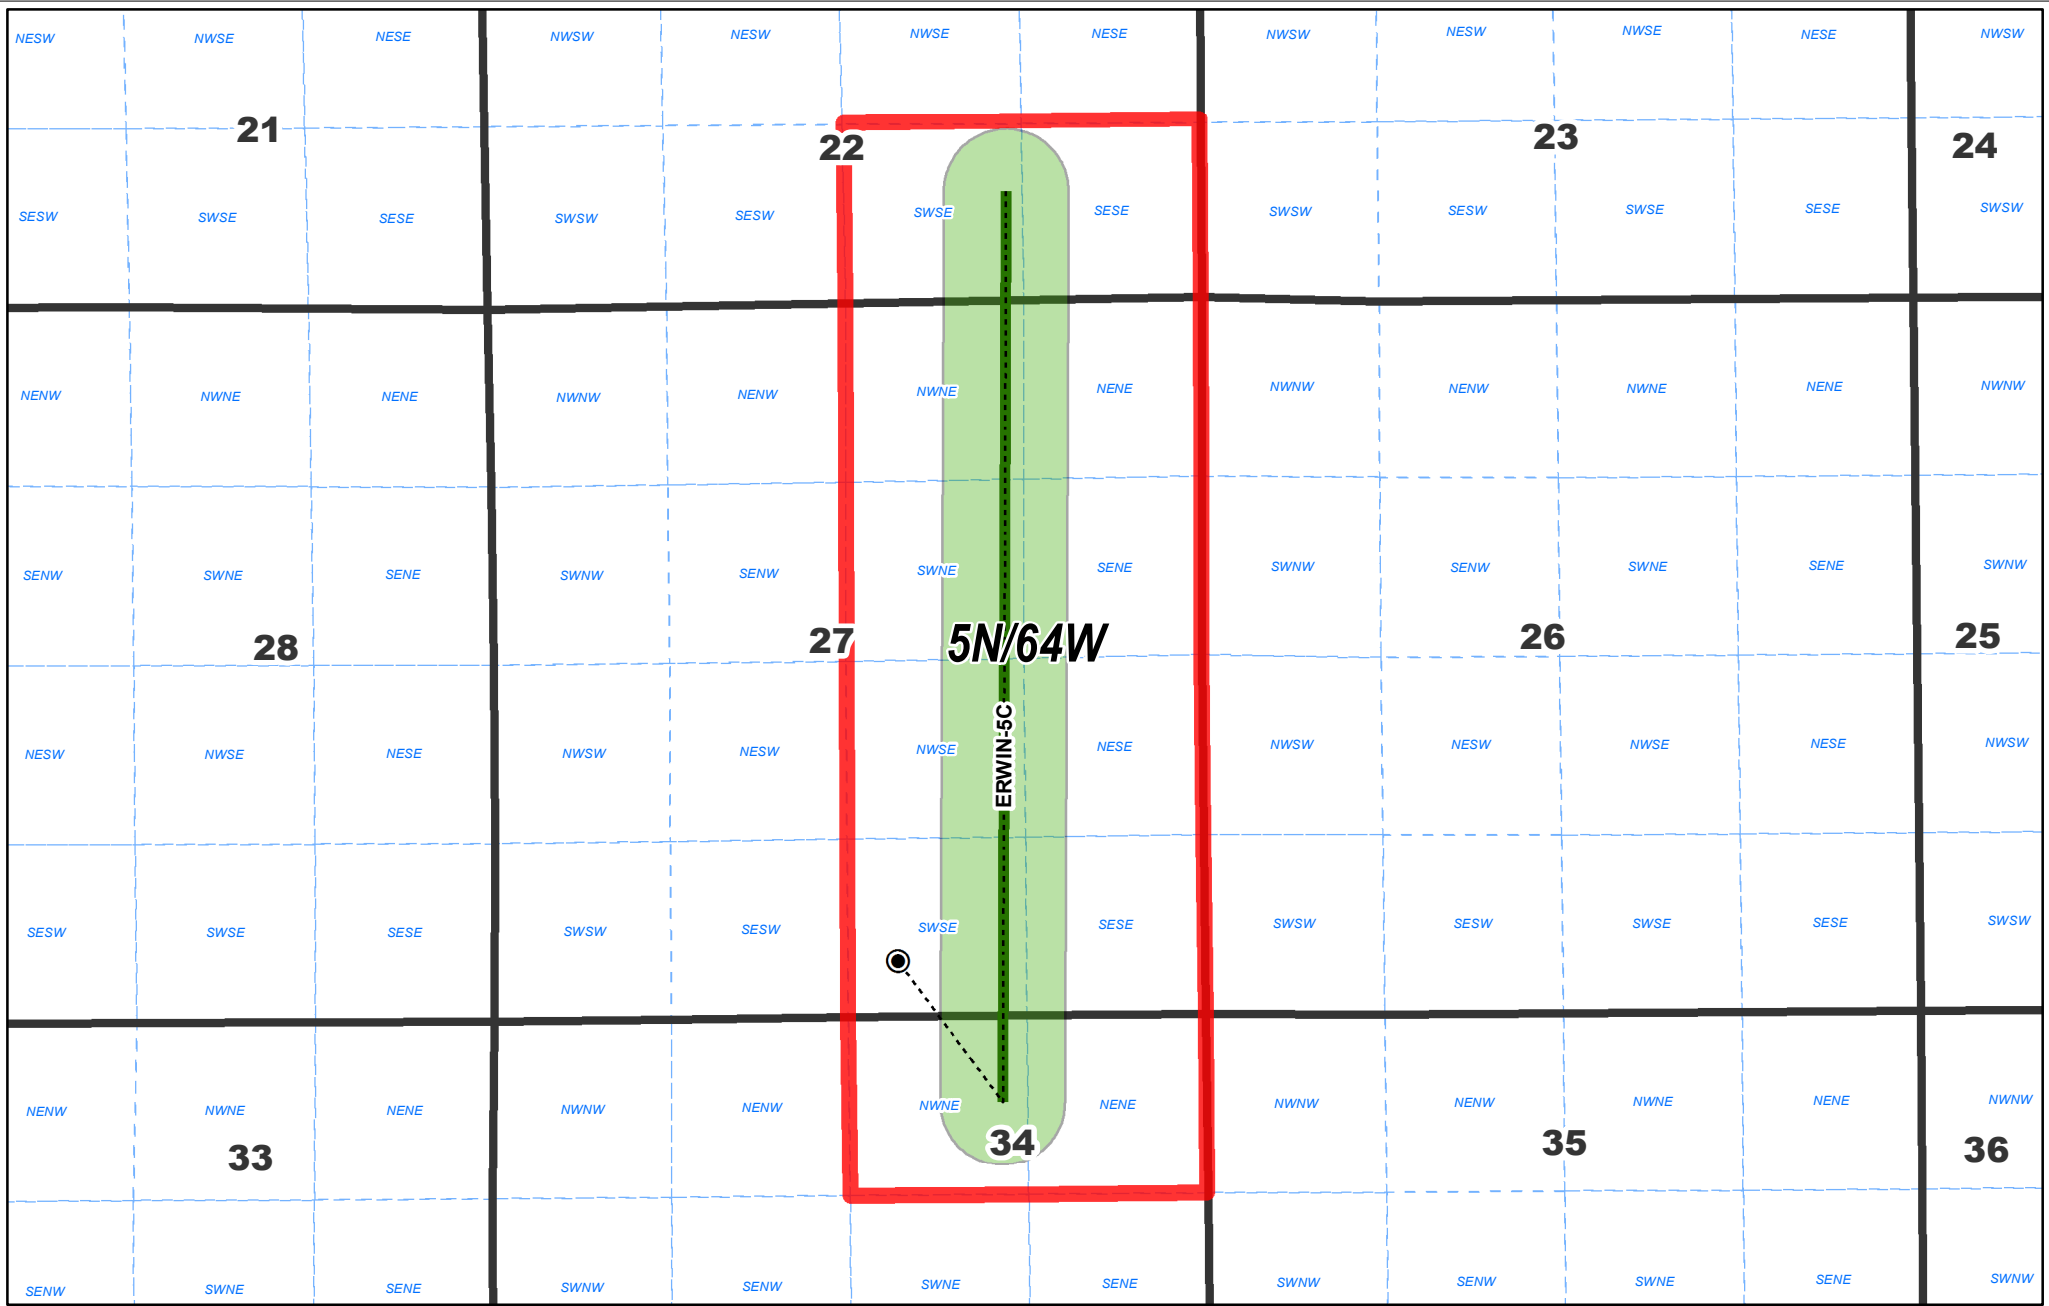 NESW NWSE NESE NWSW NESW NWSE NESE NWSW NESW NWSE NESE NWSW
21 22 23 24
SESW SWSE SESE SWSW SESW SWSE SESE SWSW SESW SWSE SESE SWSW
NENW NWNE NENE NWNW NENW NWNE NENE NWNW NENW NWNE NENE NWNW
SENW SWNE SENE SWNW SENW SWNE SENE SWNW SENW SWNE SENE SWNW
28 27 5N/64W 26 25
NESW NWSE NESE NWSW NESW NWSE NESE NWSW NESW NWSE NESE NWSW
ERWIN-5C
SESW SWSE SESE SWSW SESW SWSE SESE SWSW SESW SWSE SESE SWSW
NENW NWNE NENE NWNW NENW NWNE NENE NWNW NENW NWNE NENE NWNW
33 34 35 36
SENW SWNE SENE SWNW SENW SWNE SENE SWNW SENW SWNE SENE SWNW